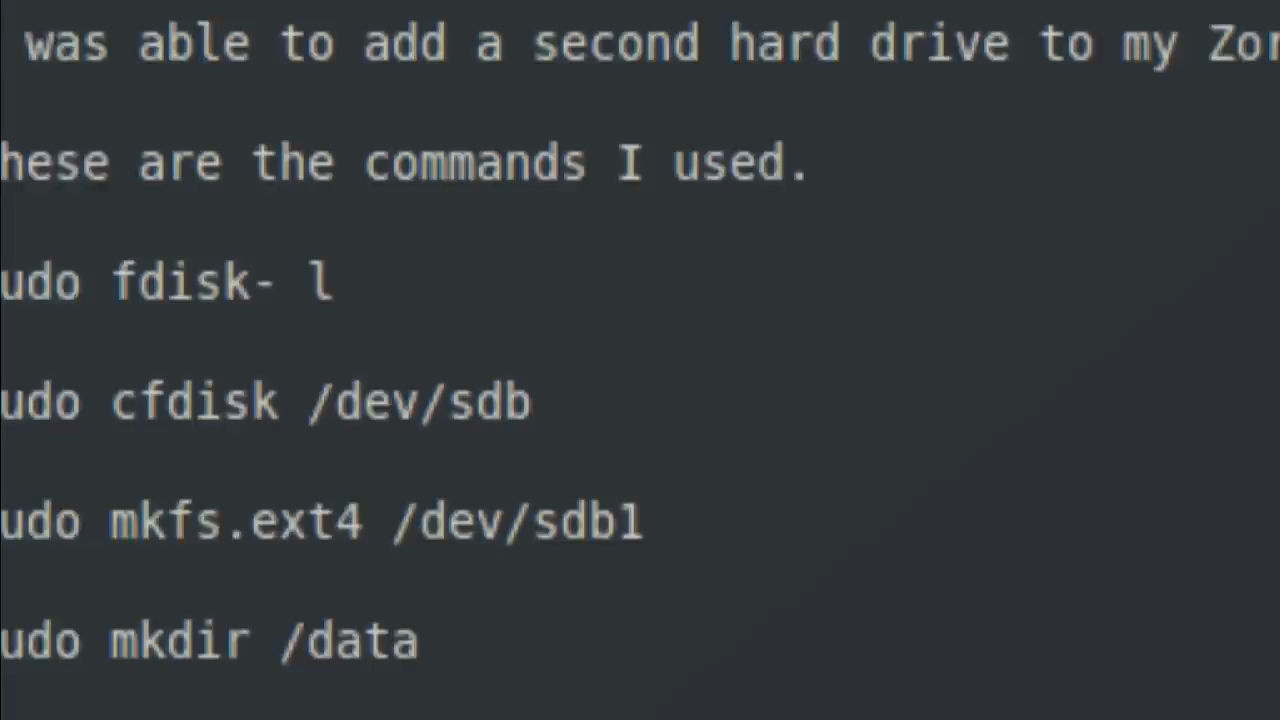 was able to add a second hard drive to my Zor
hese are the commands I used.
udo fdisk- l
udo cfdisk /dev/sdb
udo mkfs.ext4 /dev/sdb1
udo mkdir /data